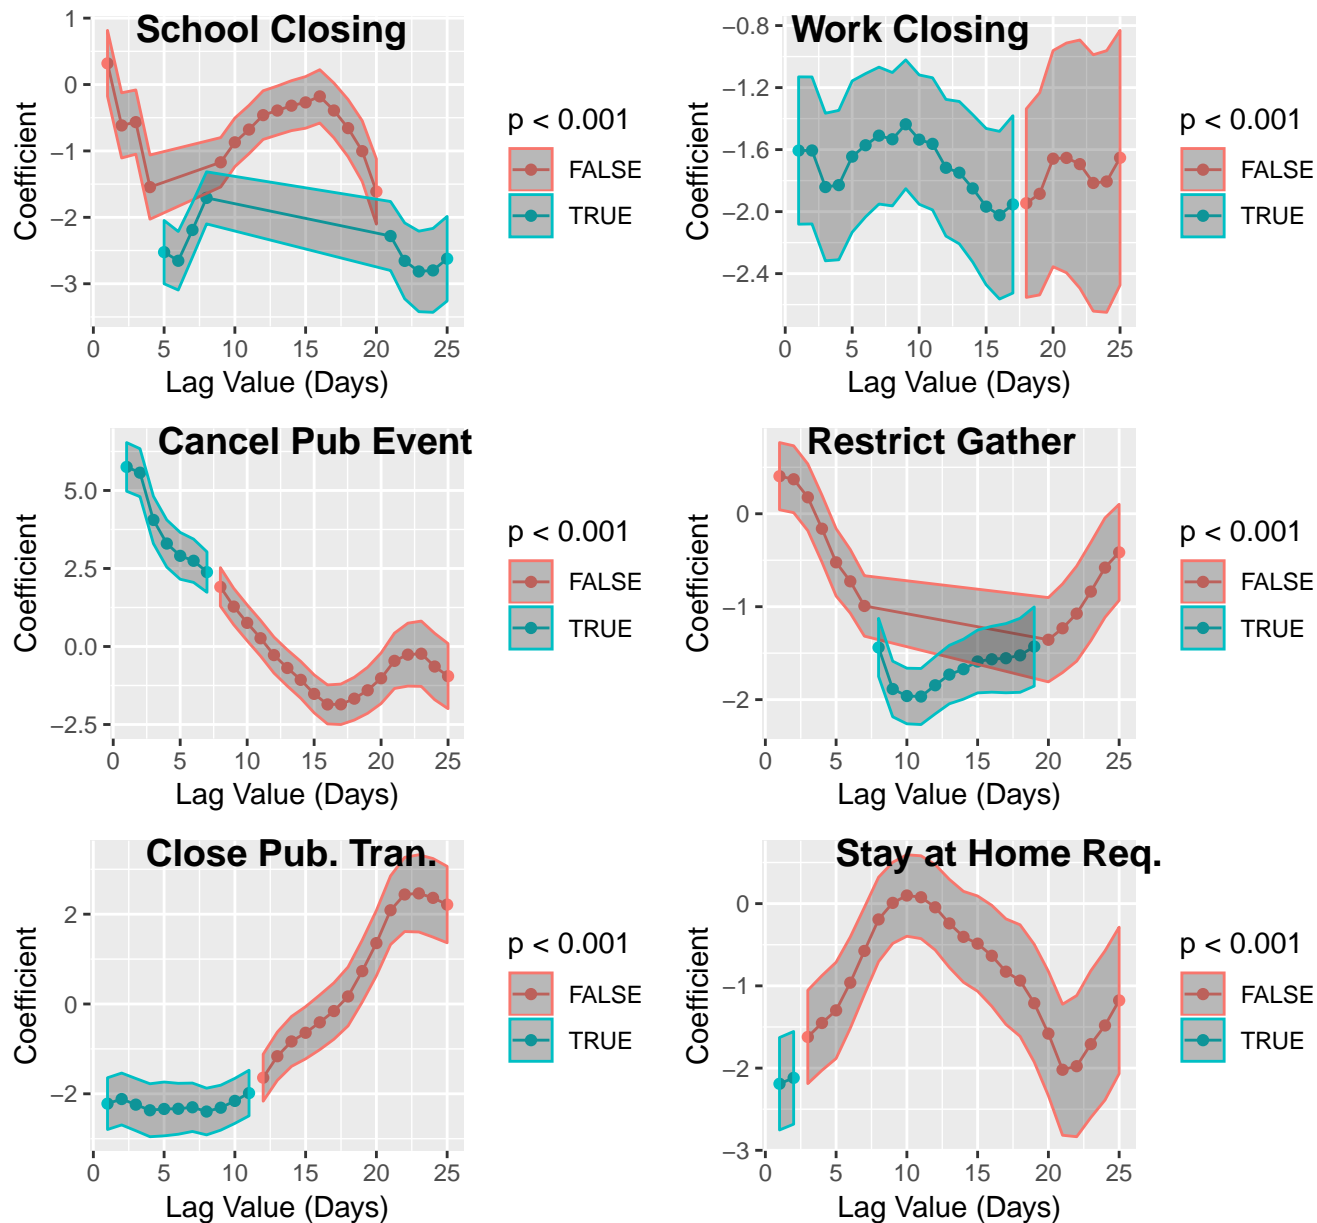 School Closing
1
0
−1
−2
−3
Coefficient
0 5 10 15 20 25
Lag Value (Days)
p < 0.001
FALSE
TRUE
Work Closing
−0.8
−1.2
−1.6
−2.0
−2.4
Coefficient
0 5 10 15 20 25
Lag Value (Days)
p < 0.001
FALSE
TRUE
Cancel Pub Event
5.0
2.5
0.0
−2.5
Coefficient
0 5 10 15 20 25
Lag Value (Days)
p < 0.001
FALSE
TRUE
Restrict Gather
0
−1
−2
Coefficient
0 5 10 15 20 25
Lag Value (Days)
p < 0.001
FALSE
TRUE
Close Pub. Tran.
2
0
−2
Coefficient
0 5 10 15 20 25
Lag Value (Days)
p < 0.001
FALSE
TRUE
Stay at Home Req.
0
−1
−2
−3
Coefficient
0 5 10 15 20 25
Lag Value (Days)
p < 0.001
FALSE
TRUE